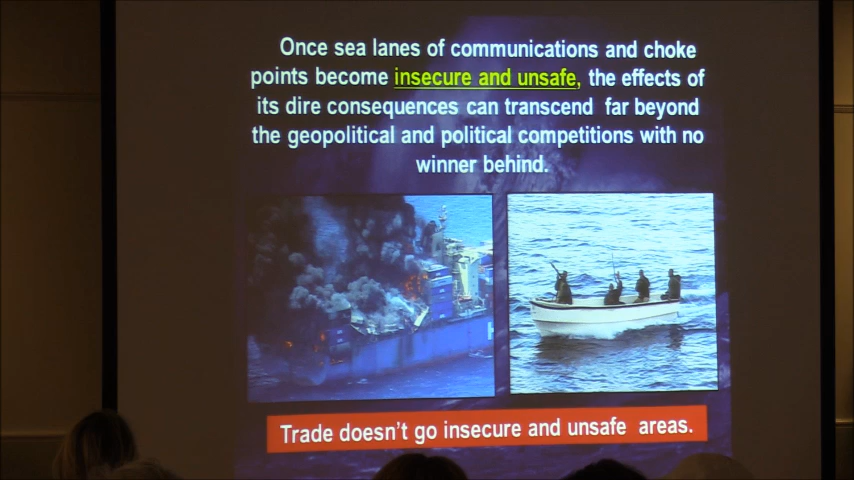 Once sea lanes of communications and choke
points become insecure and unsafe, the effects of
its dire consequences can transcend far beyond
the geopolitical and political competitions with no
winner behind.
Trade doesn't go insecure and unsafe areas.